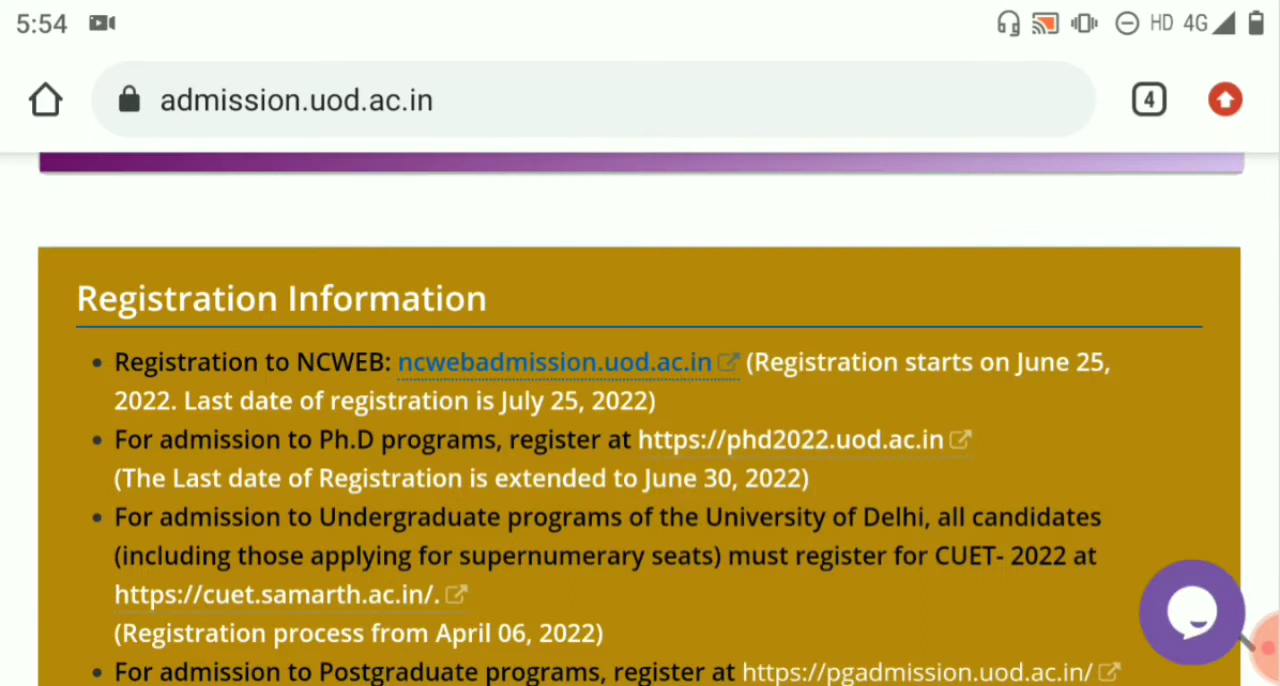 5:54 HD 4G
admission.uod.ac.in 4
Registration Information
Registration to NCWEB: ncwebadmission.uod.ac.in (Registration starts on June 25,
2022. Last date of registration is July 25, 2022)
For admission to Ph.D programs, register at https://phd2022.uod.ac.in
(The Last date of Registration is extended to June 30, 2022)
For admission to Undergraduate programs of the University of Delhi, all candidates
(including those applying for supernumerary seats) must register for CUET- 2022 at
https://cuet.samarth.ac.in/.
(Registration process from April 06, 2022)
For admission to Postgraduate programs, register at https://pgadmission.uod.ac.in/